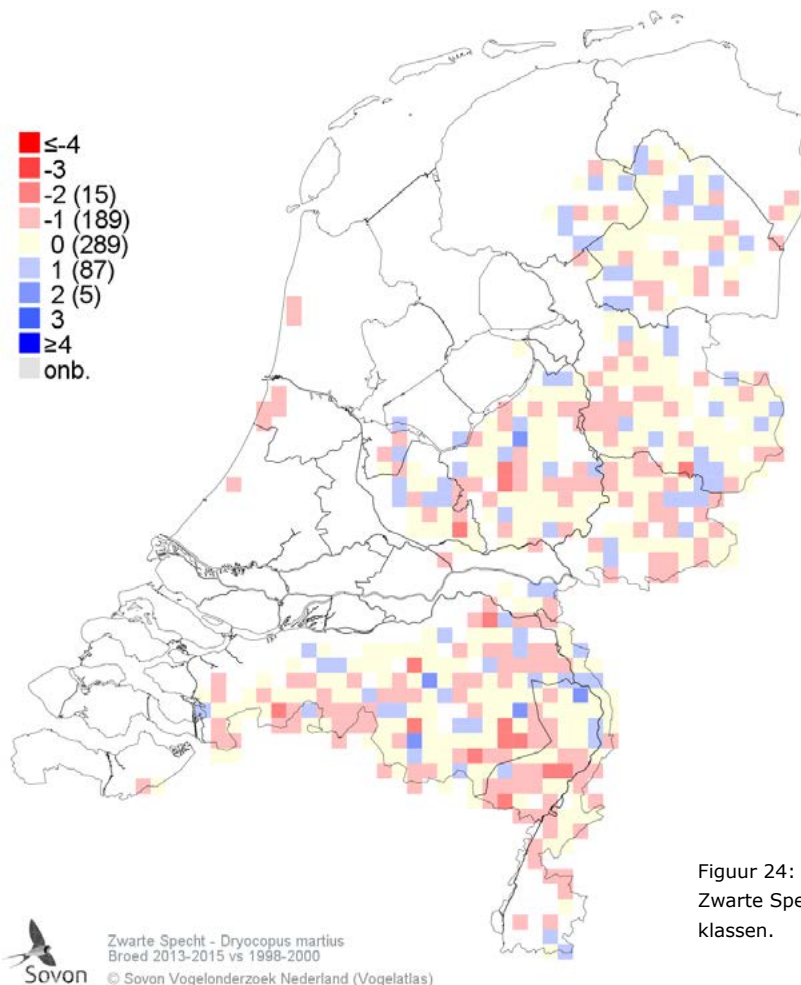 ≤-4
-3
-2 (15)
-1 (189)
0 (289)
1 (87)
2 (5)
3
≥4
onb.
Figuur 24:
Zwarte Spe
klassen.
Zwarte Specht - Dryocopus martius
Broed 2013-2015 vs 1998-2000
© Sovon Vogelonderzoek Nederland (Vogelatlas)
Sovon